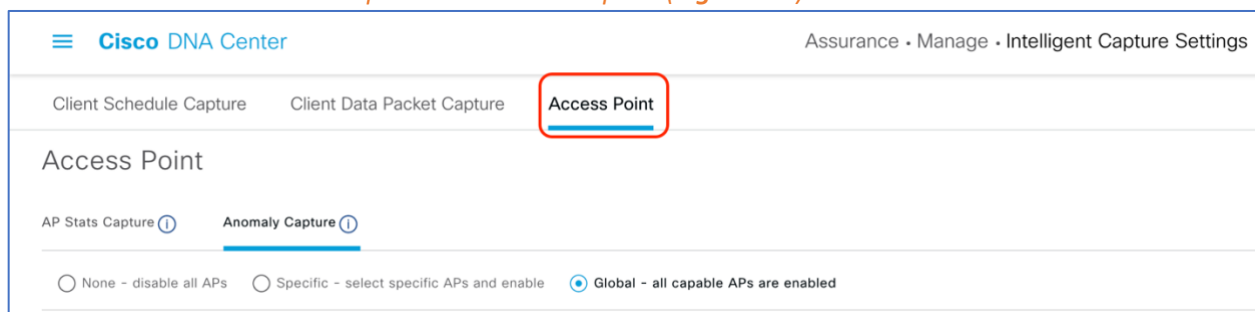 Cisco DNA Center
Assurance • Manage • Intelligent Capture Settings
Client Schedule Capture Client Data Packet Capture Access Point
Access Point
AP Stats Capture Anomaly Capture
None - disable all APs Specific - select specific APs and enable Global - all capable APs are enabled